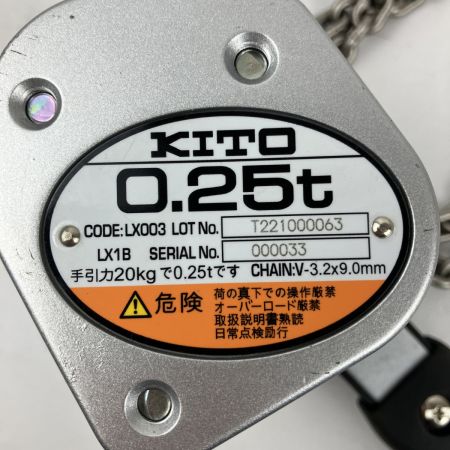 KITO
0.25t
CODE:LX003 LOT No. T221000063
LX1B SERIAL No. 000033
手引力20kgで0.25tです CHAIN:V-3.2x9.0mm
危険
荷の真下での操作厳禁
オーバーロード厳禁
取扱説明書熟読
日常点検励行